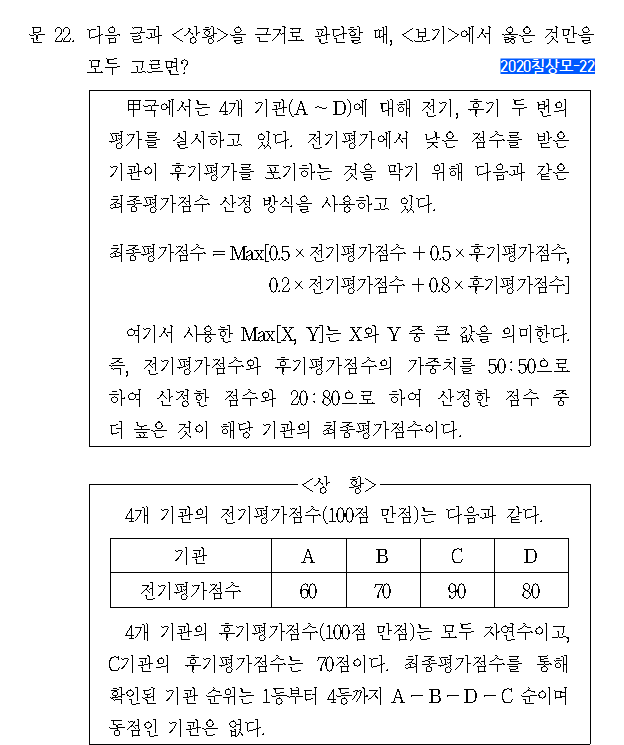 문 22. 다음 글과 <상황>을 근거로 판단할 때, <보기>에서 옳은 것만을
모두 고르면?
2020침상모-22
甲국에서는 4개 기관(A ~ D)에 대해 전기, 후기 두 번의
평가를 실시하고 있다. 전기평가에서 낮은 점수를 받은
기관이 후기평가를 포기하는 것을 막기 위해 다음과 같은
최종평가점수 산정 방식을 사용하고 있다.
최종평가점수 = Max[0.5 × 전기평가점수 + 0.5 × 후기평가점수,
0.2 × 전기평가점수 + 0.8 × 후기평가점수]
여기서 사용한 Max[X, Y]는 X와 Y 중 큰 값을 의미한다.
즉, 전기평가점수와 후기평가점수의 가중치를 50 : 50으로
하여 산정한 점수와 20 : 80으로 하여 산정한 점수 중
더 높은 것이 해당 기관의 최종평가점수이다.
<상 황>
4개 기관의 전기평가점수(100점 만점)는 다음과 같다.
기관 A B C D
전기평가점수 60 70 90 80
4개 기관의 후기평가점수(100점 만점)는 모두 자연수이고,
C기관의 후기평가점수는 70점이다. 최종평가점수를 통해
확인된 기관 순위는 1등부터 4등까지 A - B - D - C 순이며
동점인 기관은 없다.